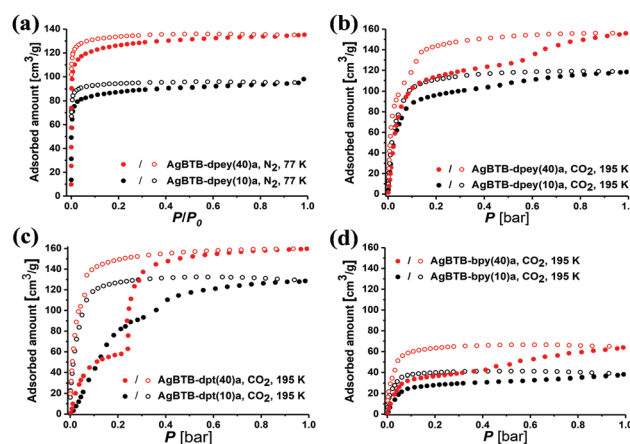 (a)
Adsorbed amount [cm³/g]
140
120
100
80
60
40
20
0
/ AgBTB-dpey(40)a, N₂, 77 K
/ AgBTB-dpey(10)a, N₂, 77 K
0.0 0.2 0.4 0.6 0.8 1.0
P/P₀
(b)
Adsorbed amount [cm³/g]
160
140
120
100
80
60
40
20
0
/ AgBTB-dpey(40)a, CO₂, 195 K
/ AgBTB-dpey(10)a, CO₂, 195 K
0.0 0.2 0.4 0.6 0.8 1.0
P [bar]
(c)
Adsorbed amount [cm³/g]
160
140
120
100
80
60
40
20
0
/ AgBTB-dpt(40)a, CO₂, 195 K
/ AgBTB-dpt(10)a, CO₂, 195 K
0.0 0.2 0.4 0.6 0.8 1.0
P [bar]
(d)
Adsorbed amount [cm³/g]
160
140
120
100
80
60
40
20
0
/ AgBTB-bpy(40)a, CO₂, 195 K
/ AgBTB-bpy(10)a, CO₂, 195 K
0.0 0.2 0.4 0.6 0.8 1.0
P [bar]